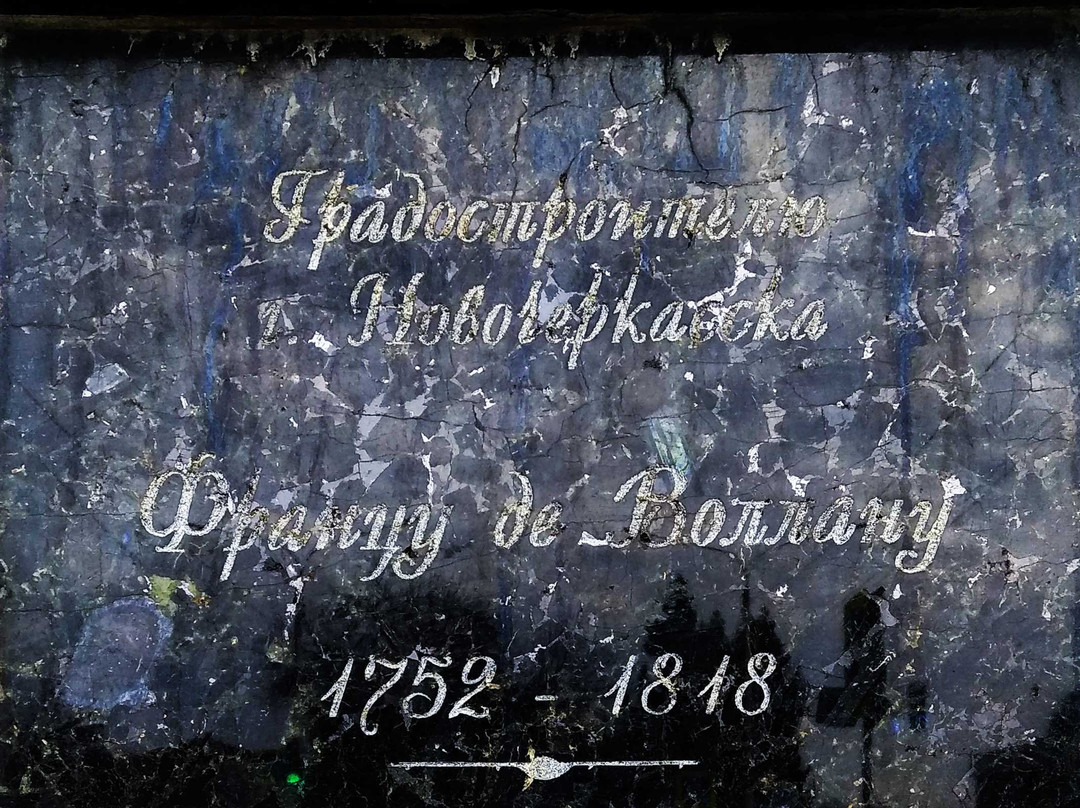 Градостроителю
г. Новочеркасска
Францу де Воллану
1752 - 1818